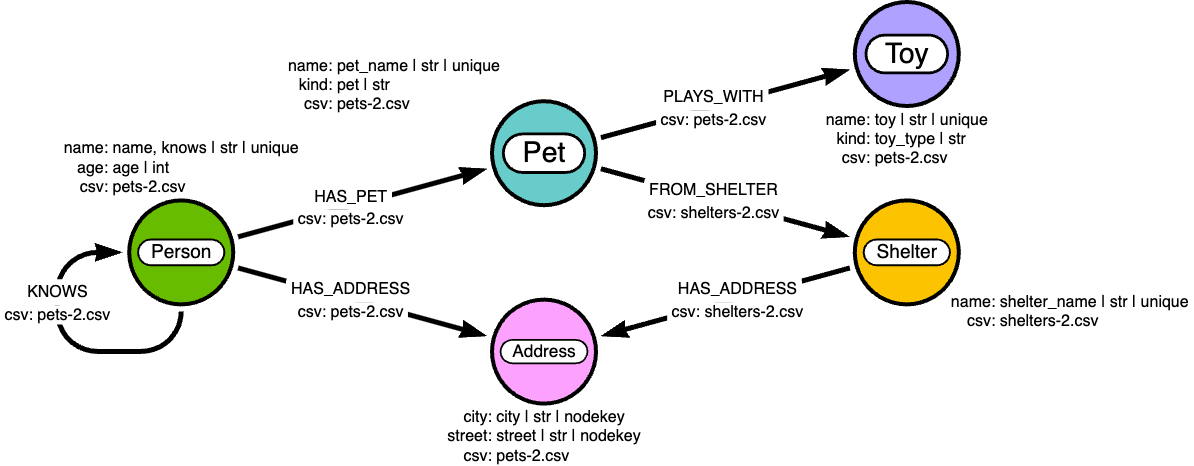 Toy
name: pet_name | str | unique
kind: pet | str
csv: pets-2.csv
PLAYS_WITH
csv: pets-2.csv
name: toy | str | unique
kind: toy_type | str
csv: pets-2.csv
Pet
name: name, knows | str | unique
age: age | int
csv: pets-2.csv
HAS_PET
csv: pets-2.csv
FROM_SHELTER
csv: shelters-2.csv
Person
Shelter
KNOWS
csv: pets-2.csv
HAS_ADDRESS
csv: pets-2.csv
HAS_ADDRESS
csv: shelters-2.csv
name: shelter_name | str | unique
csv: shelters-2.csv
Address
city: city | str | nodekey
street: street | str | nodekey
csv: pets-2.csv